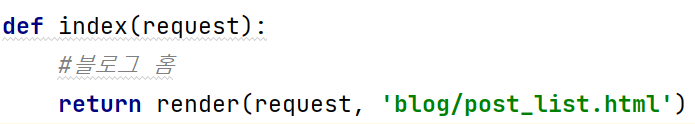 def index(request):
    #블로그 홈
    return render(request, 'blog/post_list.html')